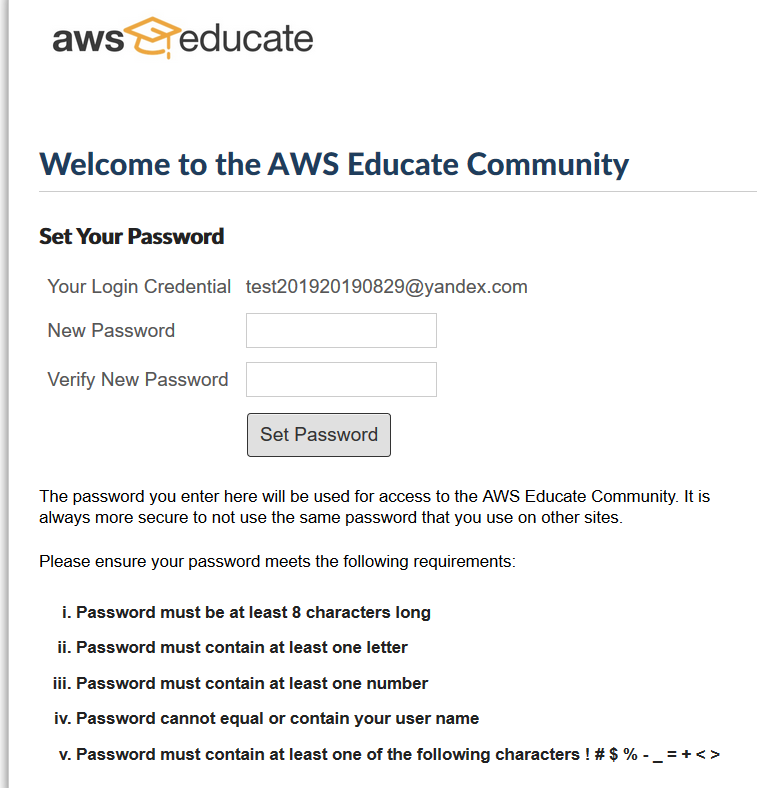 aws educate
Welcome to the AWS Educate Community
Set Your Password
Your Login Credential test201920190829@yandex.com
New Password
Verify New Password
Set Password
The password you enter here will be used for access to the AWS Educate Community. It is
always more secure to not use the same password that you use on other sites.
Please ensure your password meets the following requirements:
i. Password must be at least 8 characters long
ii. Password must contain at least one letter
iii. Password must contain at least one number
iv. Password cannot equal or contain your user name
v. Password must contain at least one of the following characters ! # $ % - _ = + < >